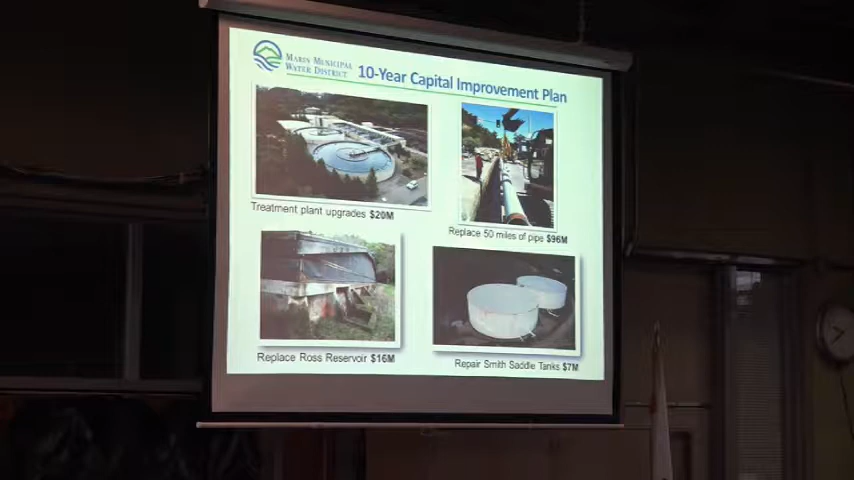 MARIN MUNICIPAL
WATER DISTRICT
10-Year Capital Improvement Plan
Treatment plant upgrades $20M
Replace 50 miles of pipe $96M
Replace Ross Reservoir $16M
Repair Smith Saddle Tanks $7M